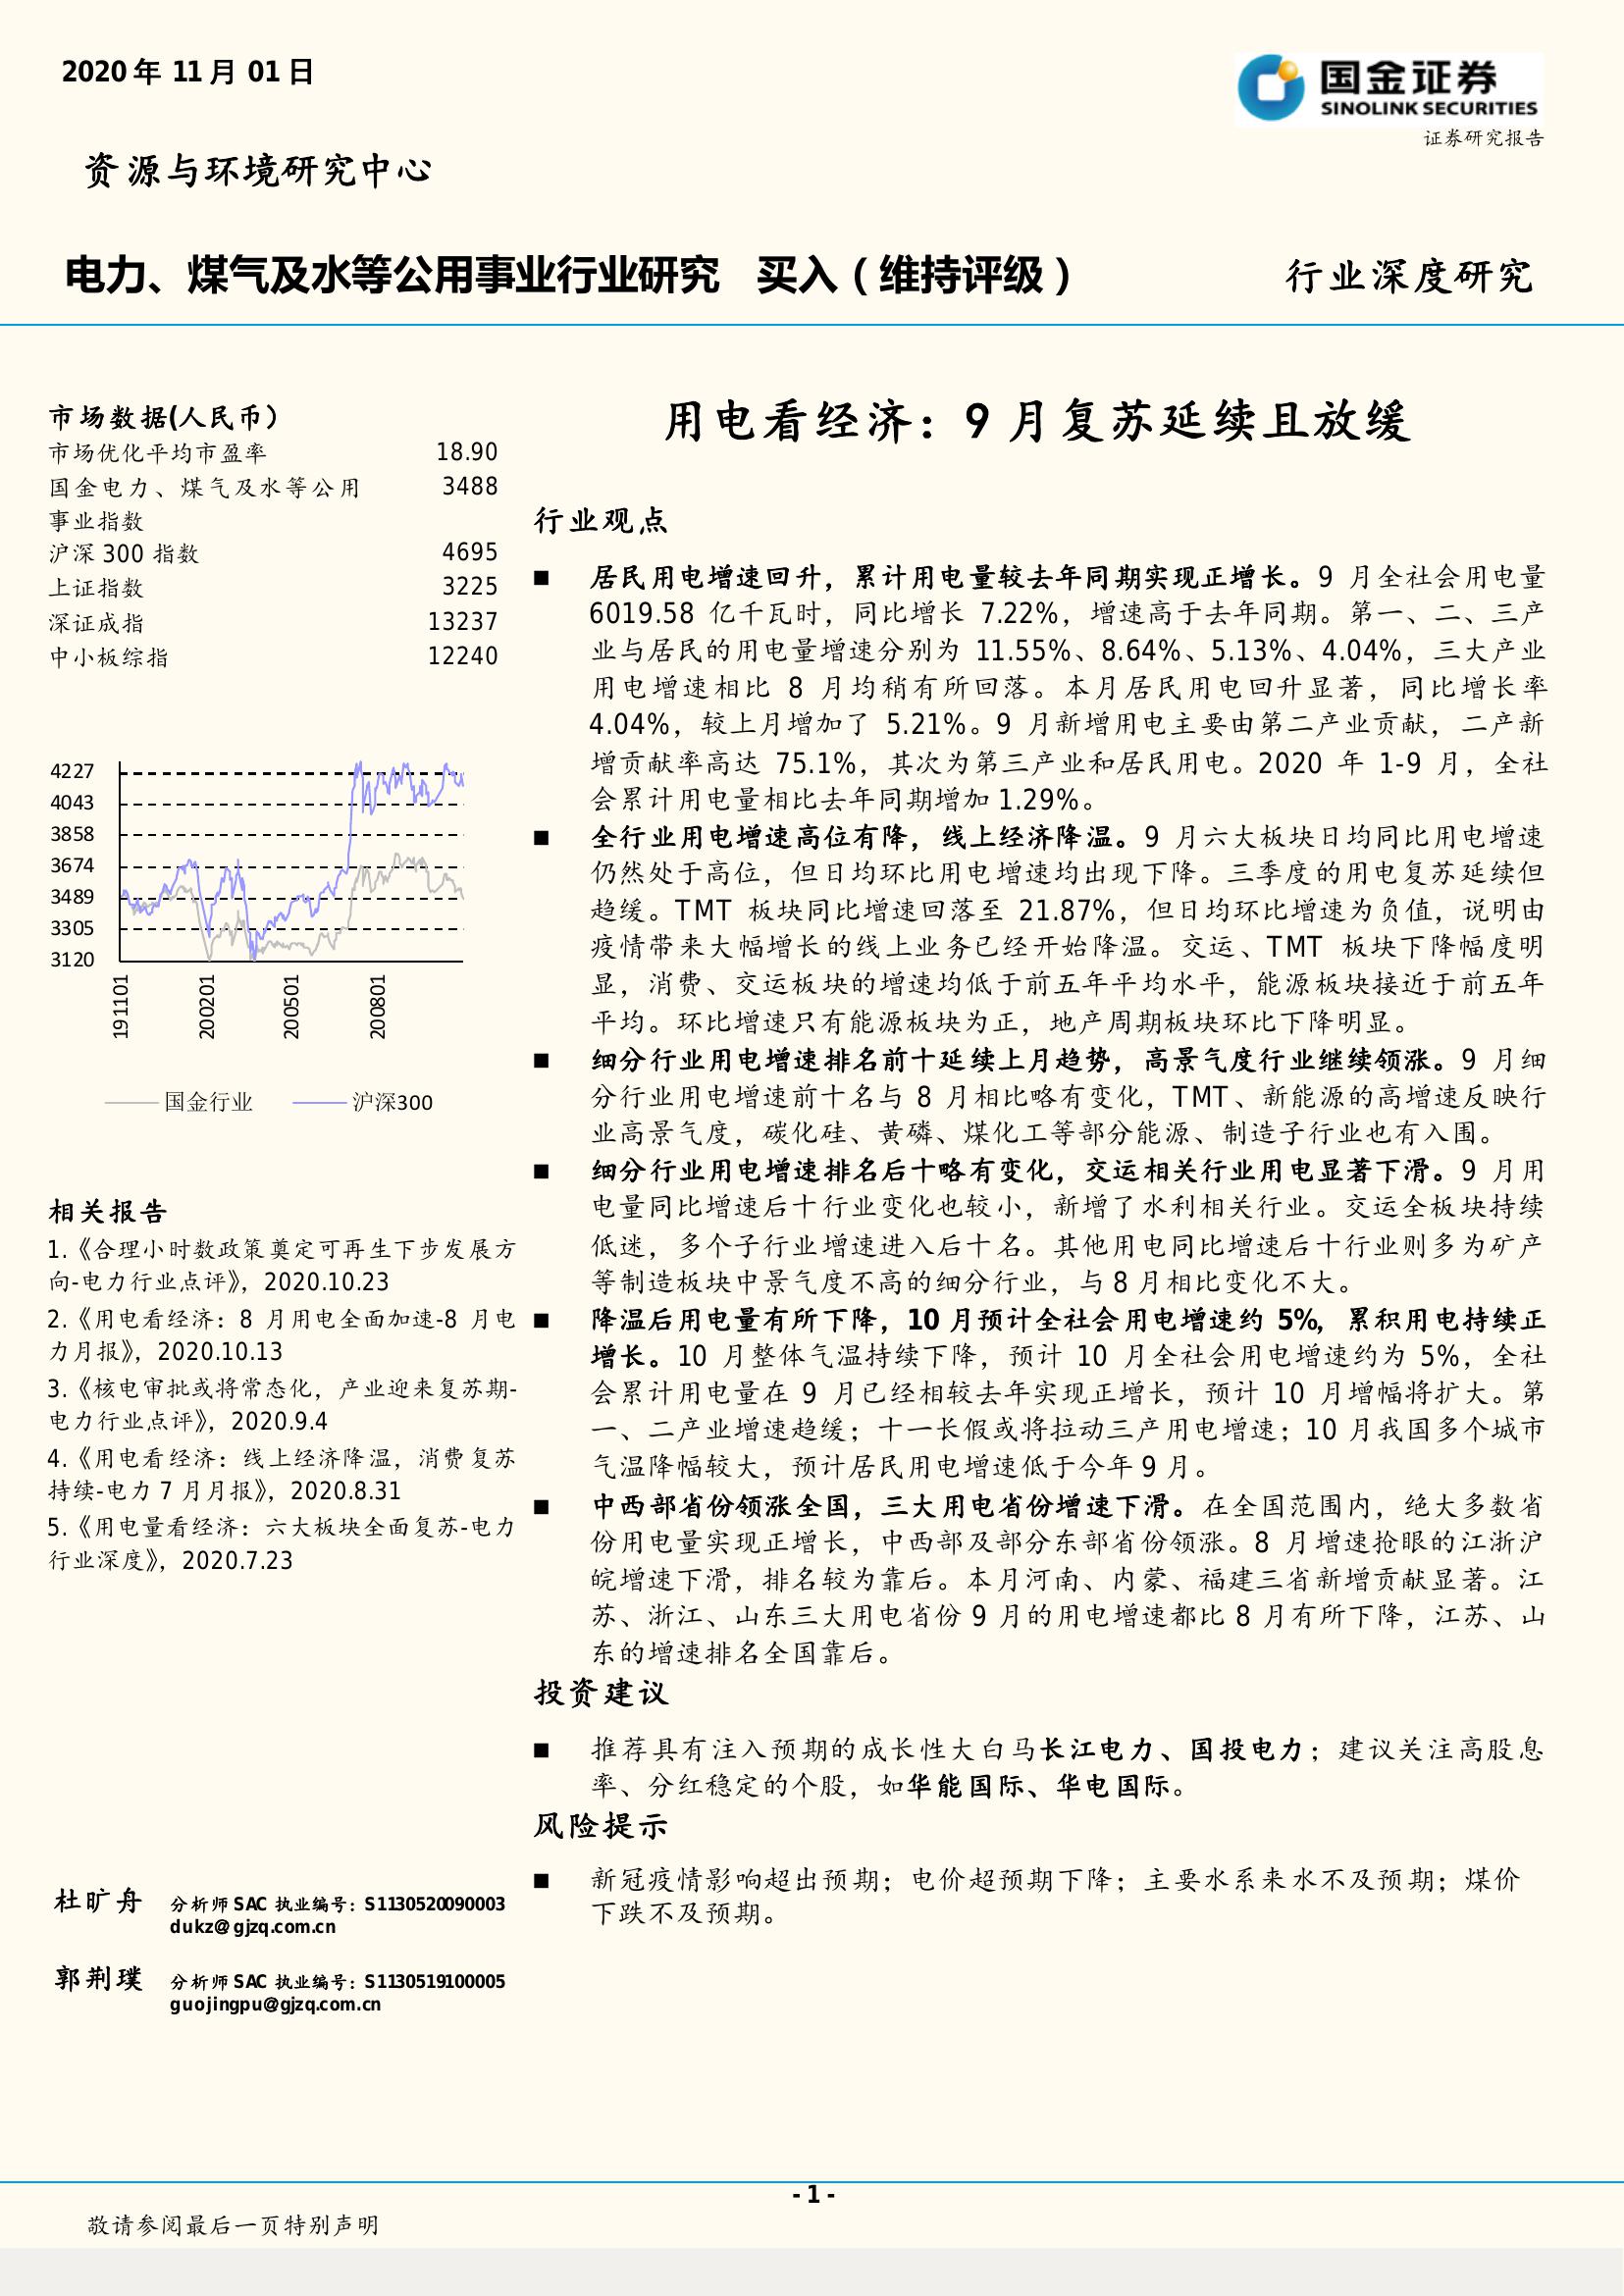 2020年 11月 01日
国金证券
SINOLINK SECURITIES
证券研究报告
资源与环境研究中心
电力、煤气及水等公用事业行业研究 买入（维持评级）
行业深度研究
市场数据(人民币）
市场优化平均市盈率 18.90
国金电力、煤气及水等公用 3488
事业指数
沪深 300 指数 4695
上证指数 3225
深证成指 13237
中小板综指 12240
4227
4043
3858
3674
3489
3305
3120
191101
200201
200501
200801
国金行业 沪深300
相关报告
1.《合理小时数政策奠定可再生下步发展方
向-电力行业点评》，2020.10.23
2.《用电看经济：8 月用电全面加速-8 月电
力月报》，2020.10.13
3.《核电审批或将常态化，产业迎来复苏期-
电力行业点评》，2020.9.4
4.《用电看经济：线上经济降温，消费复苏
持续-电力 7 月月报》，2020.8.31
5.《用电量看经济：六大板块全面复苏-电力
行业深度》，2020.7.23
杜旷舟 分析师 SAC 执业编号：S1130520090003
dukz@gjzq.com.cn
郭荆璞 分析师 SAC 执业编号：S1130519100005
guojingpu@gjzq.com.cn
用电看经济：9 月复苏延续且放缓
行业观点
■ 居民用电增速回升，累计用电量较去年同期实现正增长。9 月全社会用电量
6019.58 亿千瓦时，同比增长 7.22%，增速高于去年同期。第一、二、三产
业与居民的用电量增速分别为 11.55%、8.64%、5.13%、4.04%，三大产业
用电增速相比 8 月均稍有所回落。本月居民用电回升显著，同比增长率
4.04%，较上月增加了 5.21%。9 月新增用电主要由第二产业贡献，二产新
增贡献率高达 75.1%，其次为第三产业和居民用电。2020 年 1-9 月，全社
会累计用电量相比去年同期增加 1.29%。
■ 全行业用电增速高位有降，线上经济降温。9 月六大板块日均同比用电增速
仍然处于高位，但日均环比用电增速均出现下降。三季度的用电复苏延续但
趋缓。TMT 板块同比增速回落至 21.87%，但日均环比增速为负值，说明由
疫情带来大幅增长的线上业务已经开始降温。交运、TMT 板块下降幅度明
显，消费、交运板块的增速均低于前五年平均水平，能源板块接近于前五年
平均。环比增速只有能源板块为正，地产周期板块环比下降明显。
■ 细分行业用电增速排名前十延续上月趋势，高景气度行业继续领涨。9 月细
分行业用电增速前十名与 8 月相比略有变化，TMT、新能源的高增速反映行
业高景气度，碳化硅、黄磷、煤化工等部分能源、制造子行业也有入围。
■ 细分行业用电增速排名后十略有变化，交运相关行业用电显著下滑。9 月用
电量同比增速后十行业变化也较小，新增了水利相关行业。交运全板块持续
低迷，多个子行业增速进入后十名。其他用电同比增速后十行业则多为矿产
等制造板块中景气度不高的细分行业，与 8 月相比变化不大。
■ 降温后用电量有所下降，10 月预计全社会用电增速约 5%，累积用电持续正
增长。10 月整体气温持续下降，预计 10 月全社会用电增速约为 5%，全社
会累计用电量在 9 月已经相较去年实现正增长，预计 10 月增幅将扩大。第
一、二产业增速趋缓；十一长假或将拉动三产用电增速；10 月我国多个城市
气温降幅较大，预计居民用电增速低于今年 9 月。
■ 中西部省份领涨全国，三大用电省份增速下滑。在全国范围内，绝大多数省
份用电量实现正增长，中西部及部分东部省份领涨。8 月增速抢眼的江浙沪
皖增速下滑，排名较为靠后。本月河南、内蒙、福建三省新增贡献显著。江
苏、浙江、山东三大用电省份 9 月的用电增速都比 8 月有所下降，江苏、山
东的增速排名全国靠后。
投资建议
■ 推荐具有注入预期的成长性大白马长江电力、国投电力；建议关注高股息
率、分红稳定的个股，如华能国际、华电国际。
风险提示
■ 新冠疫情影响超出预期；电价超预期下降；主要水系来水不及预期；煤价
下跌不及预期。
- 1 -
敬请参阅最后一页特别声明